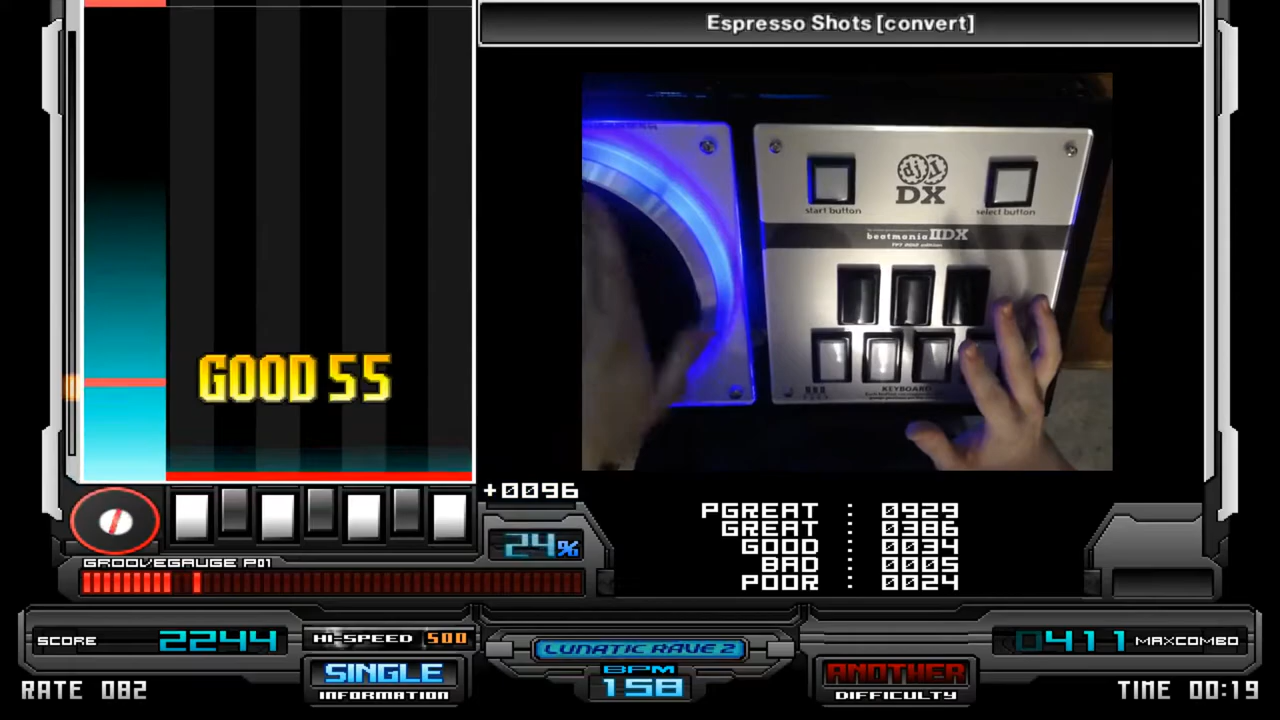 Espresso Shots [convert]
DX
start button
select button
beatmania IIDX
KEYBOARD
GOOD 55
+0096
24%
PGREAT : 0929
GREAT : 0386
GOOD : 0034
BAD : 0005
POOR : 0024
GROOVEGAUGE P01
SCORE 2244
HI-SPEED 500
LUNATIC RAVE 2
0411 MAXCOMBO
SINGLE
INFORMATION
BPM
158
ANOTHER
DIFFICULTY
RATE 082
TIME 00:19